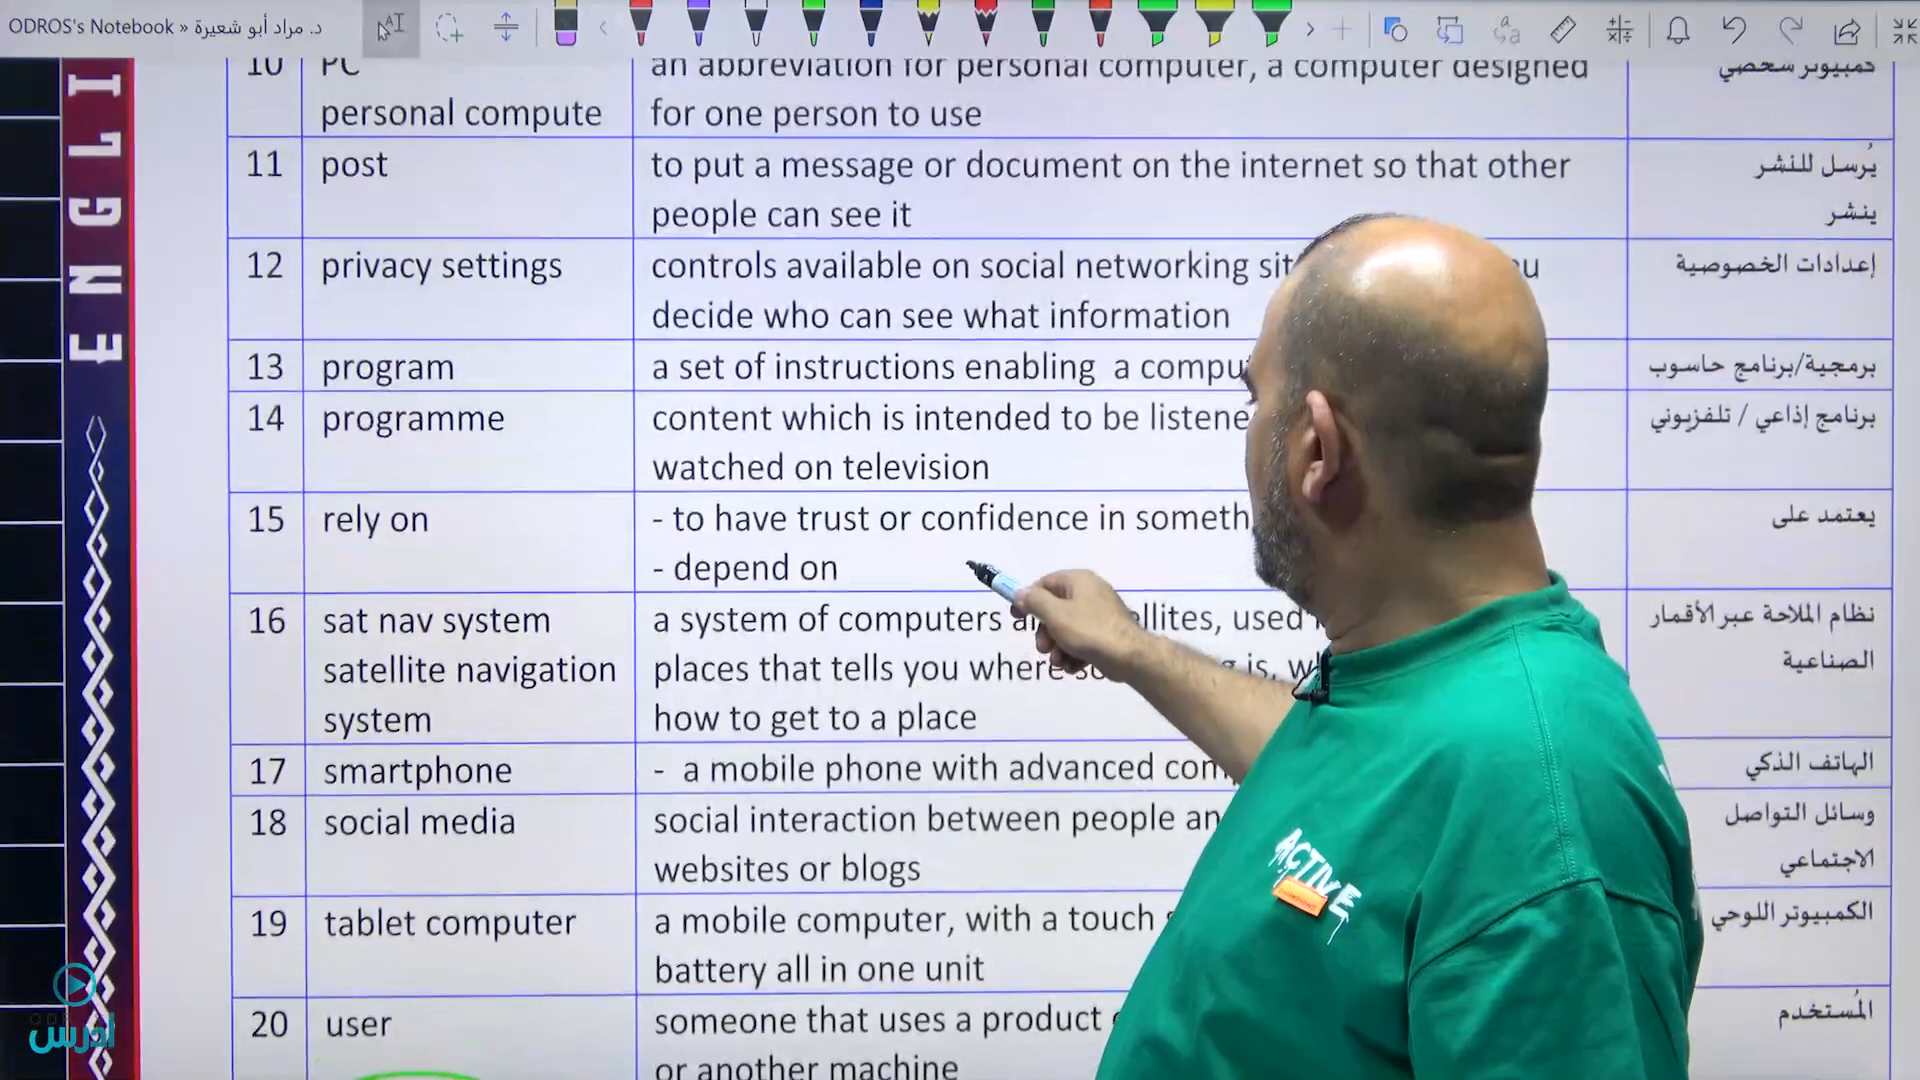 ODROS's Notebook » د. مراد أبو شعيرة
10 PC an abbreviation for personal computer, a computer designed كمبيوتر شخصي
personal compute for one person to use
11 post to put a message or document on the internet so that other يُرسل للنشر
people can see it ينشر
12 privacy settings controls available on social networking إعدادات الخصوصية
decide who can see what information
13 program a set of instructions enabling a برمجية/برنامج حاسوب
14 programme content which is intended to be برنامج إذاعي / تلفزيوني
watched on television
15 rely on - to have trust or confidence in يعتمد على
- depend on
16 sat nav system a system of computers used نظام الملاحة عبر الأقمار
satellite navigation places that tells you where is, الصناعية
system how to get to a place
17 smartphone - a mobile phone with advanced الهاتف الذكي
18 social media social interaction between people وسائل التواصل
websites or blogs الاجتماعي
19 tablet computer a mobile computer, with a touch الكمبيوتر اللوحي
battery all in one unit
20 user someone that uses a product المُستخدم
or another machine
ENGLI
ACTIVE
أدرس